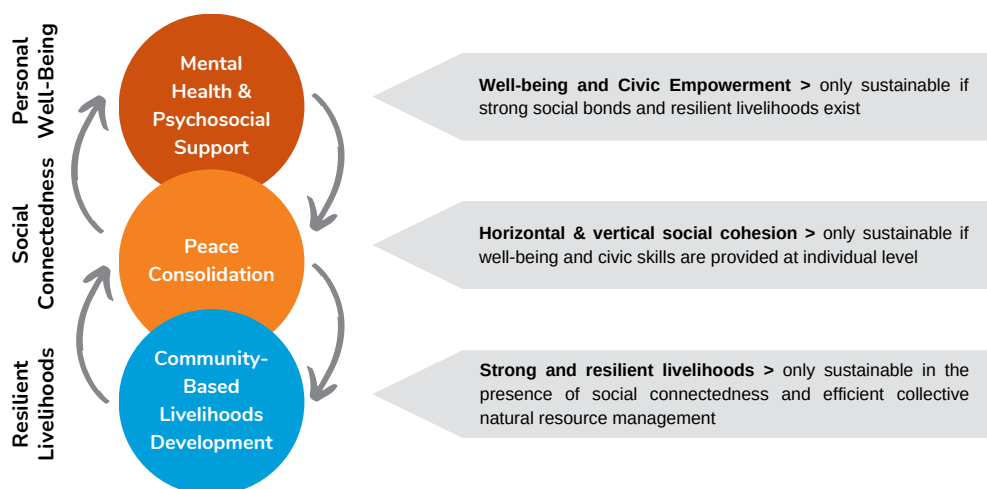 Personal
Well-Being
Mental
Health &
Psychosocial
Support
Well-being and Civic Empowerment > only sustainable if
strong social bonds and resilient livelihoods exist
Social
Connectedness
Peace
Consolidation
Horizontal & vertical social cohesion > only sustainable if
well-being and civic skills are provided at individual level
Resilient
Livelihoods
Community-
Based
Livelihoods
Development
Strong and resilient livelihoods > only sustainable in the
presence of social connectedness and efficient collective
natural resource management